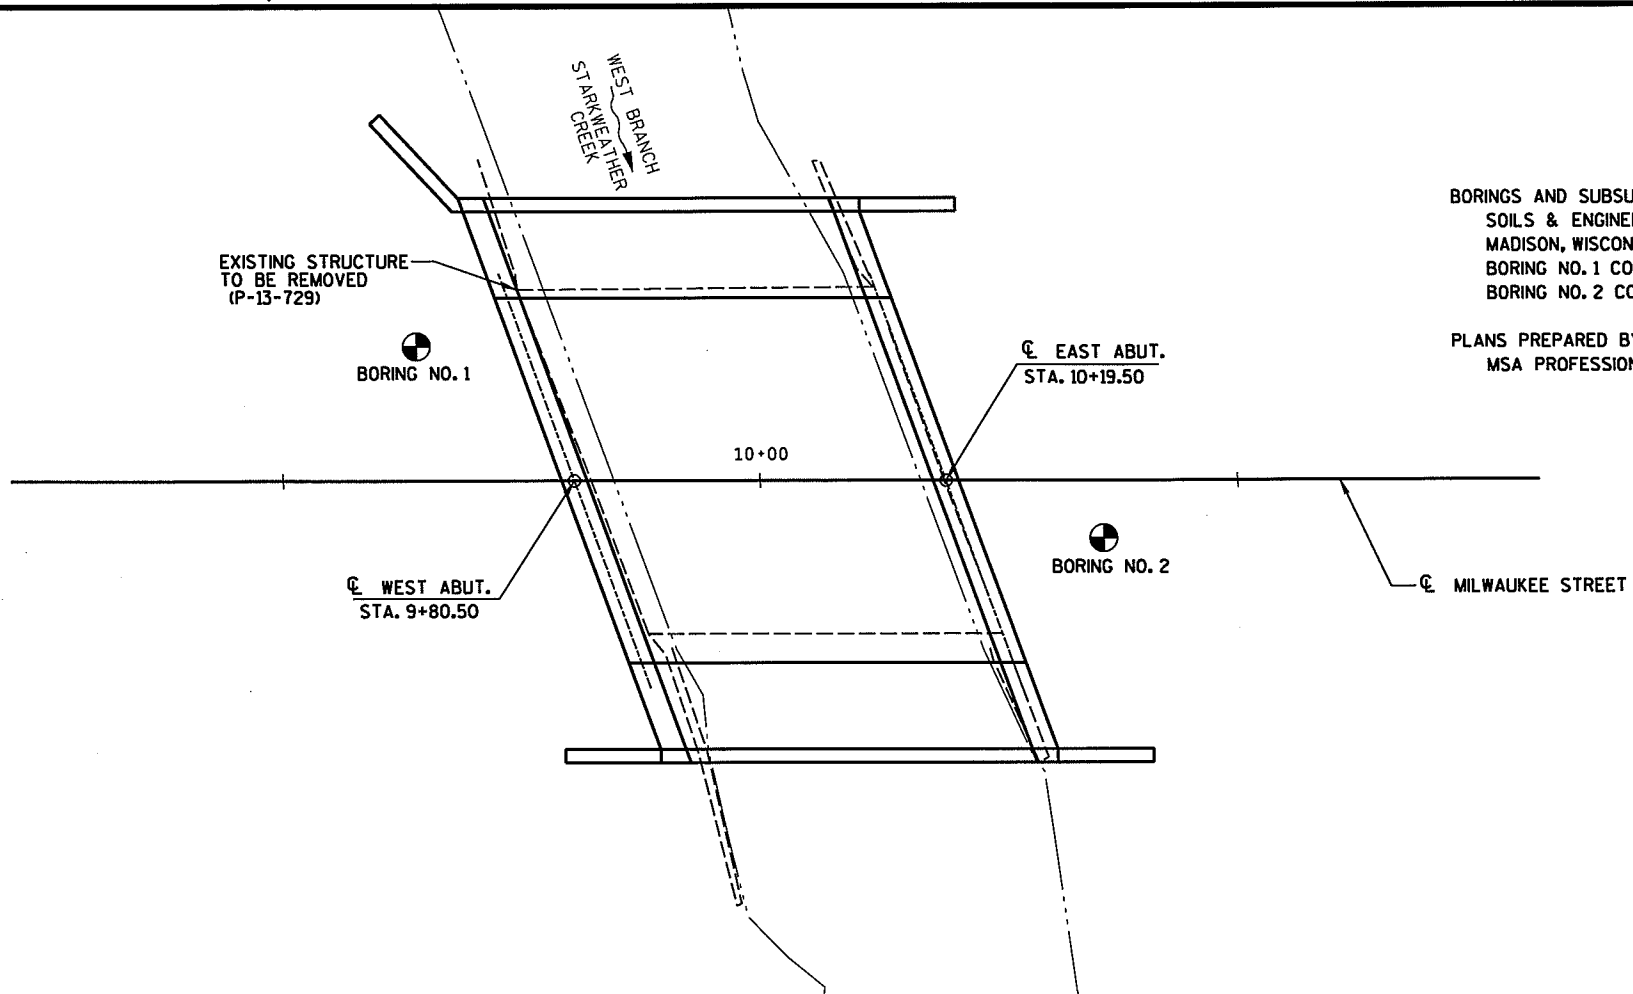 WEST BRANCH
STARKWEATHER
CREEK
EXISTING STRUCTURE
TO BE REMOVED
(P-13-729)
BORING NO. 1
BORINGS AND SUBSU
SOILS & ENGINE
MADISON, WISCON
BORING NO. 1 CO
BORING NO. 2 CO
PLANS PREPARED B
MSA PROFESSION
℄ EAST ABUT.
STA. 10+19.50
10+00
BORING NO. 2
℄ WEST ABUT.
STA. 9+80.50
℄ MILWAUKEE STREET